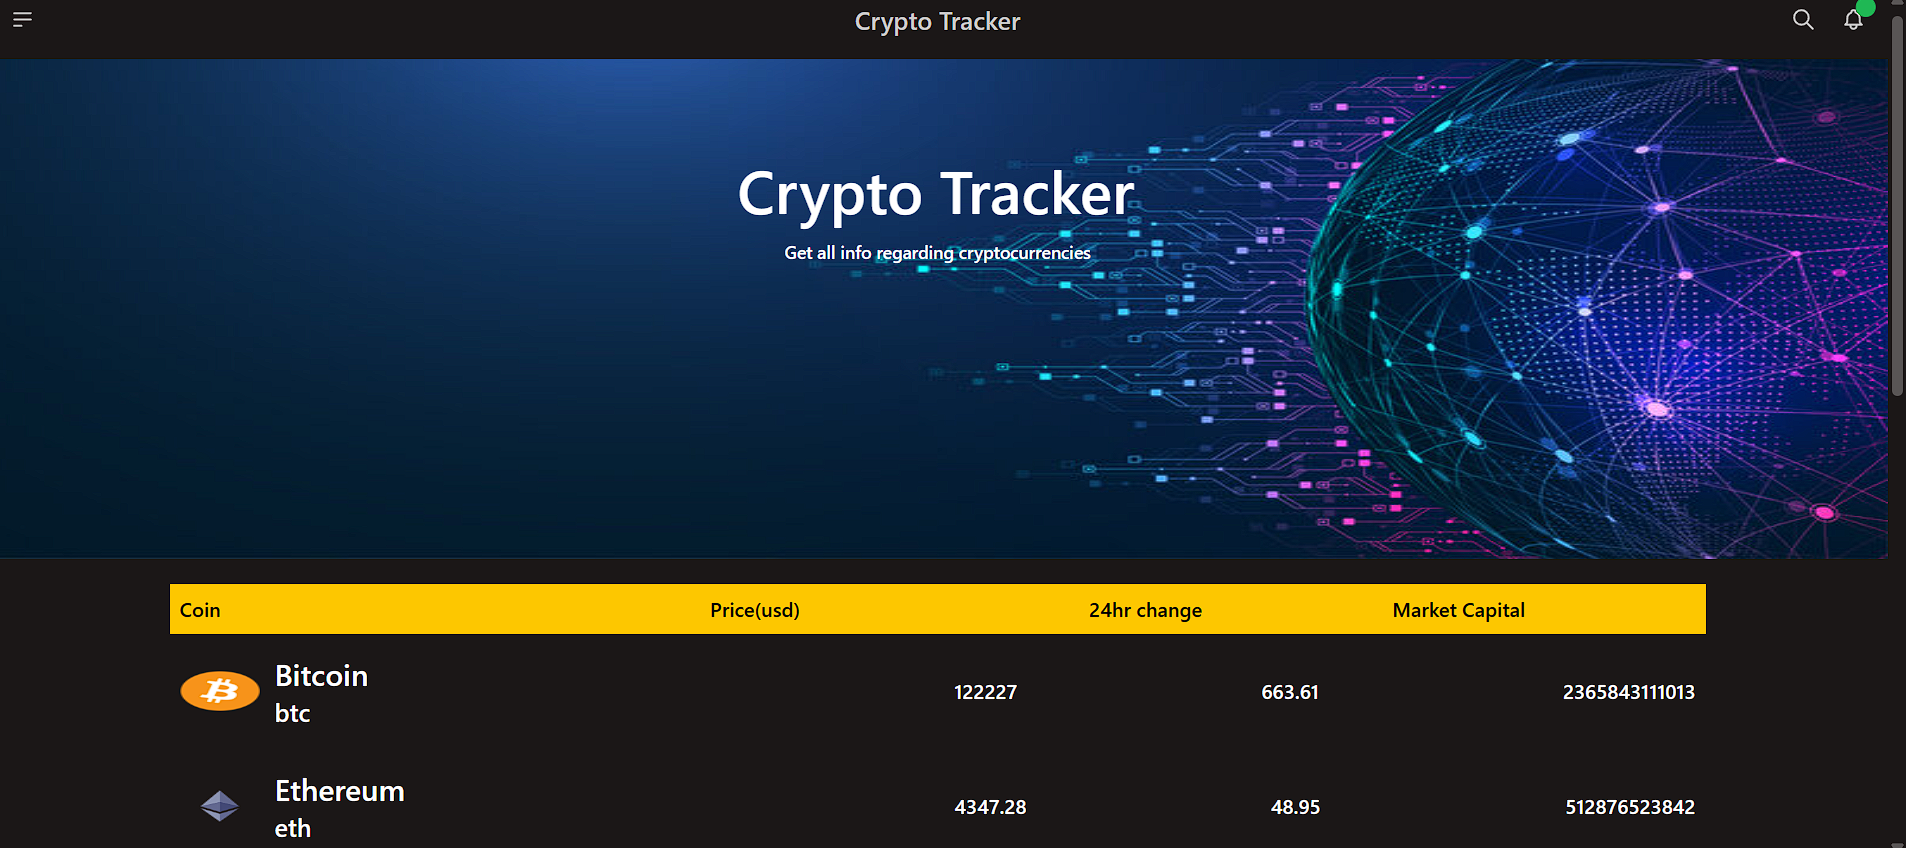 Crypto Tracker
Crypto Tracker
Get all info regarding cryptocurrencies
Coin Price(usd) 24hr change Market Capital
Bitcoin
btc
122227 663.61 2365843111013
Ethereum
eth
4347.28 48.95 512876523842